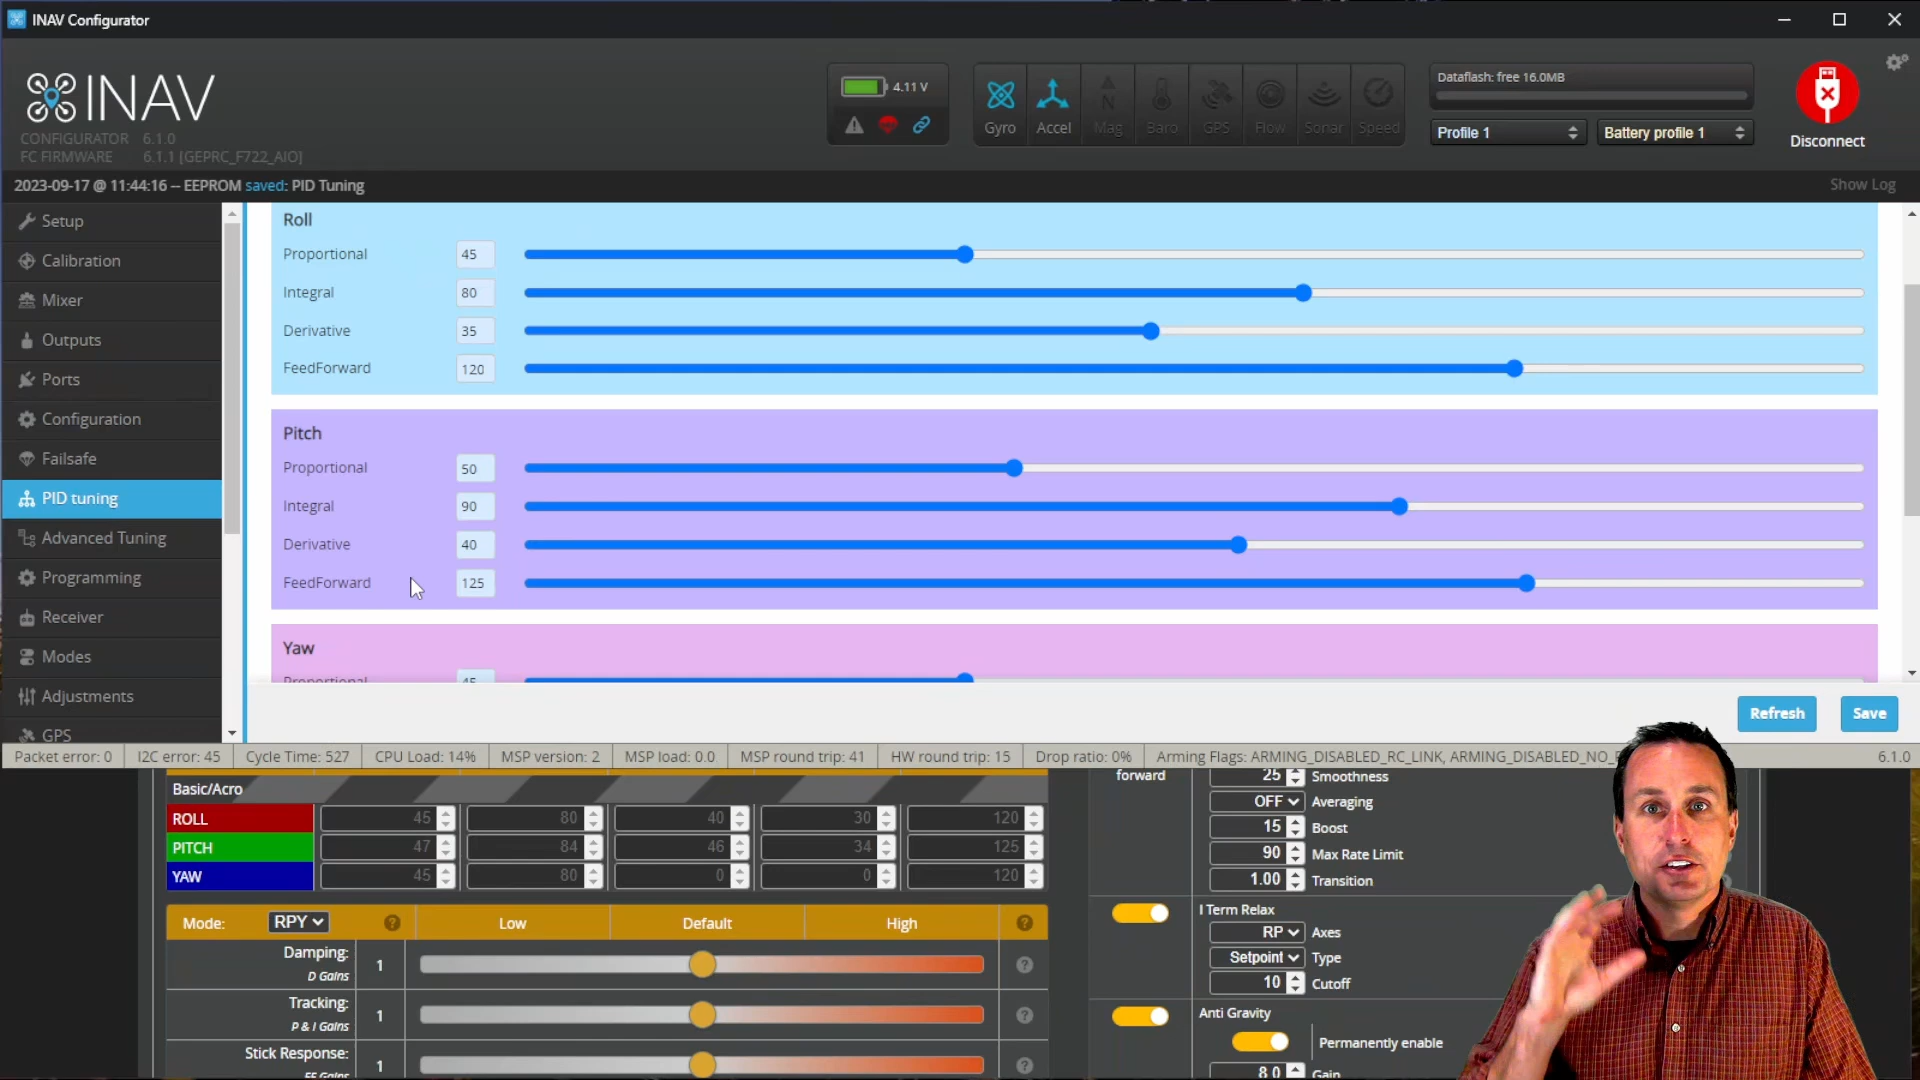 INAV Configurator
INAV
CONFIGURATOR 6.1.0
FC FIRMWARE 6.1.1 [GEPRC_F722_AIO]
4.11 V
Gyro
Accel
Mag
Baro
GPS
Flow
Sonar
Speed
Dataflash: free 16.0MB
Profile 1
Battery profile 1
Disconnect
2023-09-17 @ 11:44:16 -- EEPROM saved: PID Tuning
Show Log
Setup
Calibration
Mixer
Outputs
Ports
Configuration
Failsafe
PID tuning
Advanced Tuning
Programming
Receiver
Modes
Adjustments
GPS
Roll
Proportional 45
Integral 80
Derivative 35
FeedForward 120
Pitch
Proportional 50
Integral 90
Derivative 40
FeedForward 125
Yaw
Proportional 45
Refresh
Save
Packet error: 0
I2C error: 45
Cycle Time: 527
CPU Load: 14%
MSP version: 2
MSP load: 0.0
MSP round trip: 41
HW round trip: 15
Drop ratio: 0%
Arming Flags: ARMING_DISABLED_RC_LINK, ARMING_DISABLED_NO_
6.1.0
Basic/Acro
ROLL 45 80 40 30 120
PITCH 47 84 46 34 125
YAW 45 80 0 0 120
Mode: RPY Low Default High
Damping:
D Gains
1
Tracking:
P & I Gains
1
Stick Response:
FF Gains
1
forward
25 Smoothness
OFF Averaging
15 Boost
90 Max Rate Limit
1.00 Transition
I Term Relax
RP Axes
Setpoint Type
10 Cutoff
Anti Gravity
Permanently enable
8.0 Gain